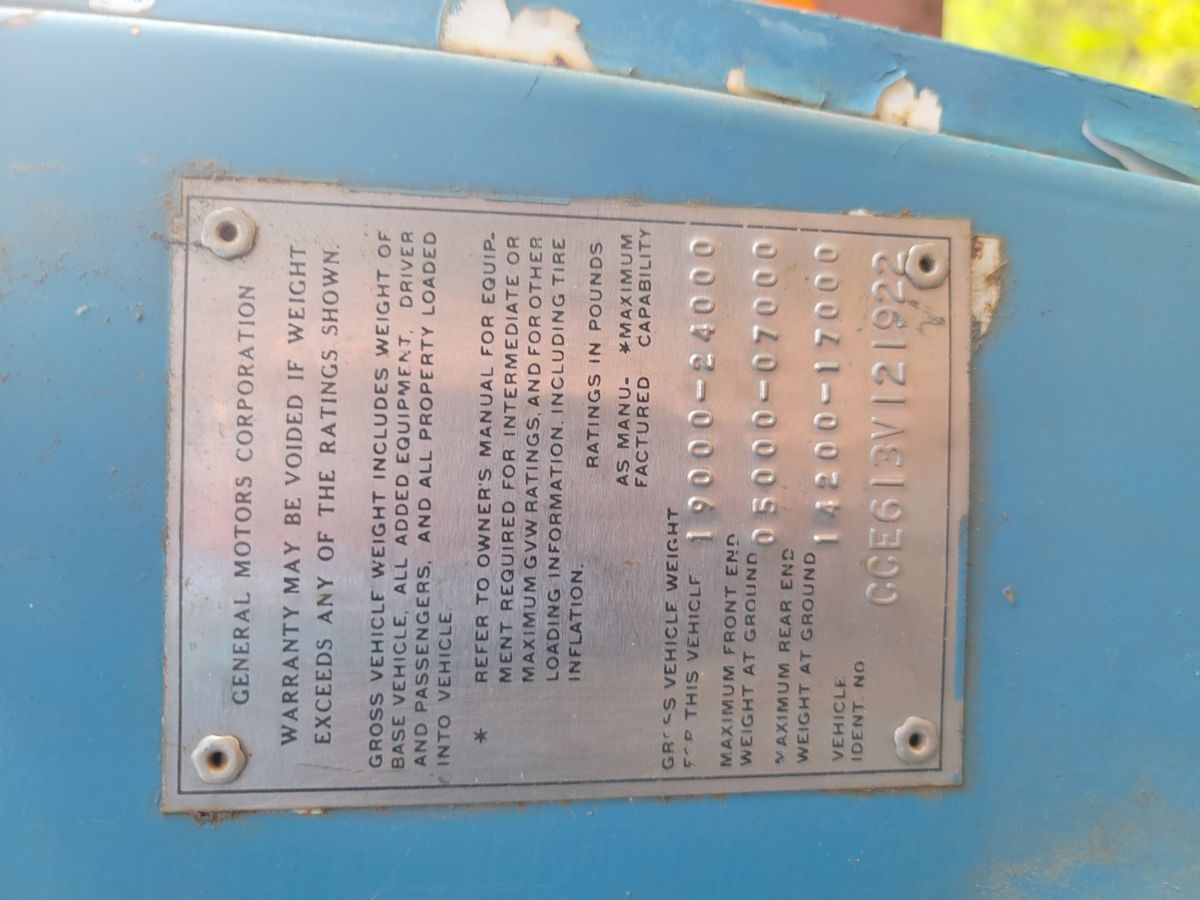 GENERAL MOTORS CORPORATION
WARRANTY MAY BE VOIDED IF WEIGHT
EXCEEDS ANY OF THE RATINGS SHOWN.
GROSS VEHICLE WEIGHT INCLUDES WEIGHT OF
BASE VEHICLE, ALL ADDED EQUIPMENT, DRIVER
AND PASSENGERS, AND ALL PROPERTY LOADED
INTO VEHICLE.
* REFER TO OWNER'S MANUAL FOR EQUIP-
MENT REQUIRED FOR INTERMEDIATE OR
MAXIMUM GVW RATINGS, AND FOR OTHER
LOADING INFORMATION, INCLUDING TIRE
INFLATION.
RATINGS IN POUNDS
AS MANU- *MAXIMUM
FACTURED CAPABILITY
GROSS VEHICLE WEIGHT
FOR THIS VEHICLE 19000-24000
MAXIMUM FRONT END
WEIGHT AT GROUND 05000-07000
MAXIMUM REAR END
WEIGHT AT GROUND 14200-17000
VEHICLE
IDENT. NO. CCE613V121922